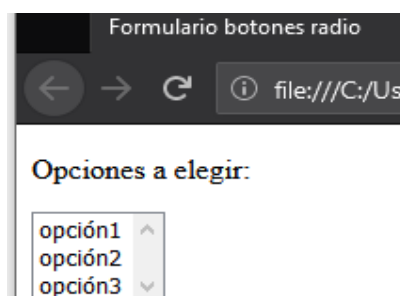 Formulario botones radio
file:///C:/Us
Opciones a elegir:
opción1
opción2
opción3